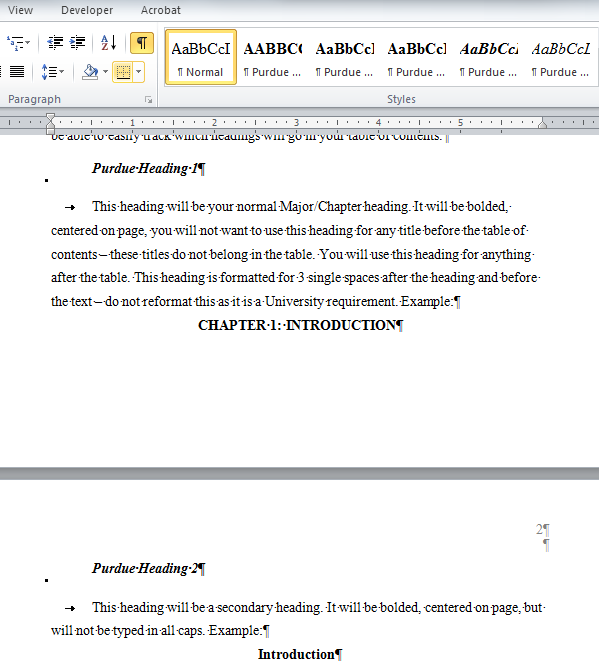 View Developer Acrobat
AaBbCcI AABBC AaBbCcI AaBbCcI AaBbCcI AaBbCcL
¶ Normal ¶ Purdue ... ¶ Purdue ... ¶ Purdue ... ¶ Purdue ... ¶ Purdue ...
Paragraph Styles
1 2 3 4 5
be able to easily track which headings will go in your table of contents. ¶
Purdue Heading 1¶
This heading will be your normal Major/Chapter heading. It will be bolded,
centered on page, you will not want to use this heading for any title before the table of
contents – these titles do not belong in the table. You will use this heading for anything
after the table. This heading is formatted for 3 single spaces after the heading and before
the text – do not reformat this as it is a University requirement. Example:¶
CHAPTER 1: INTRODUCTION¶
2¶
¶
Purdue Heading 2¶
This heading will be a secondary heading. It will be bolded, centered on page, but
will not be typed in all caps. Example:¶
Introduction¶